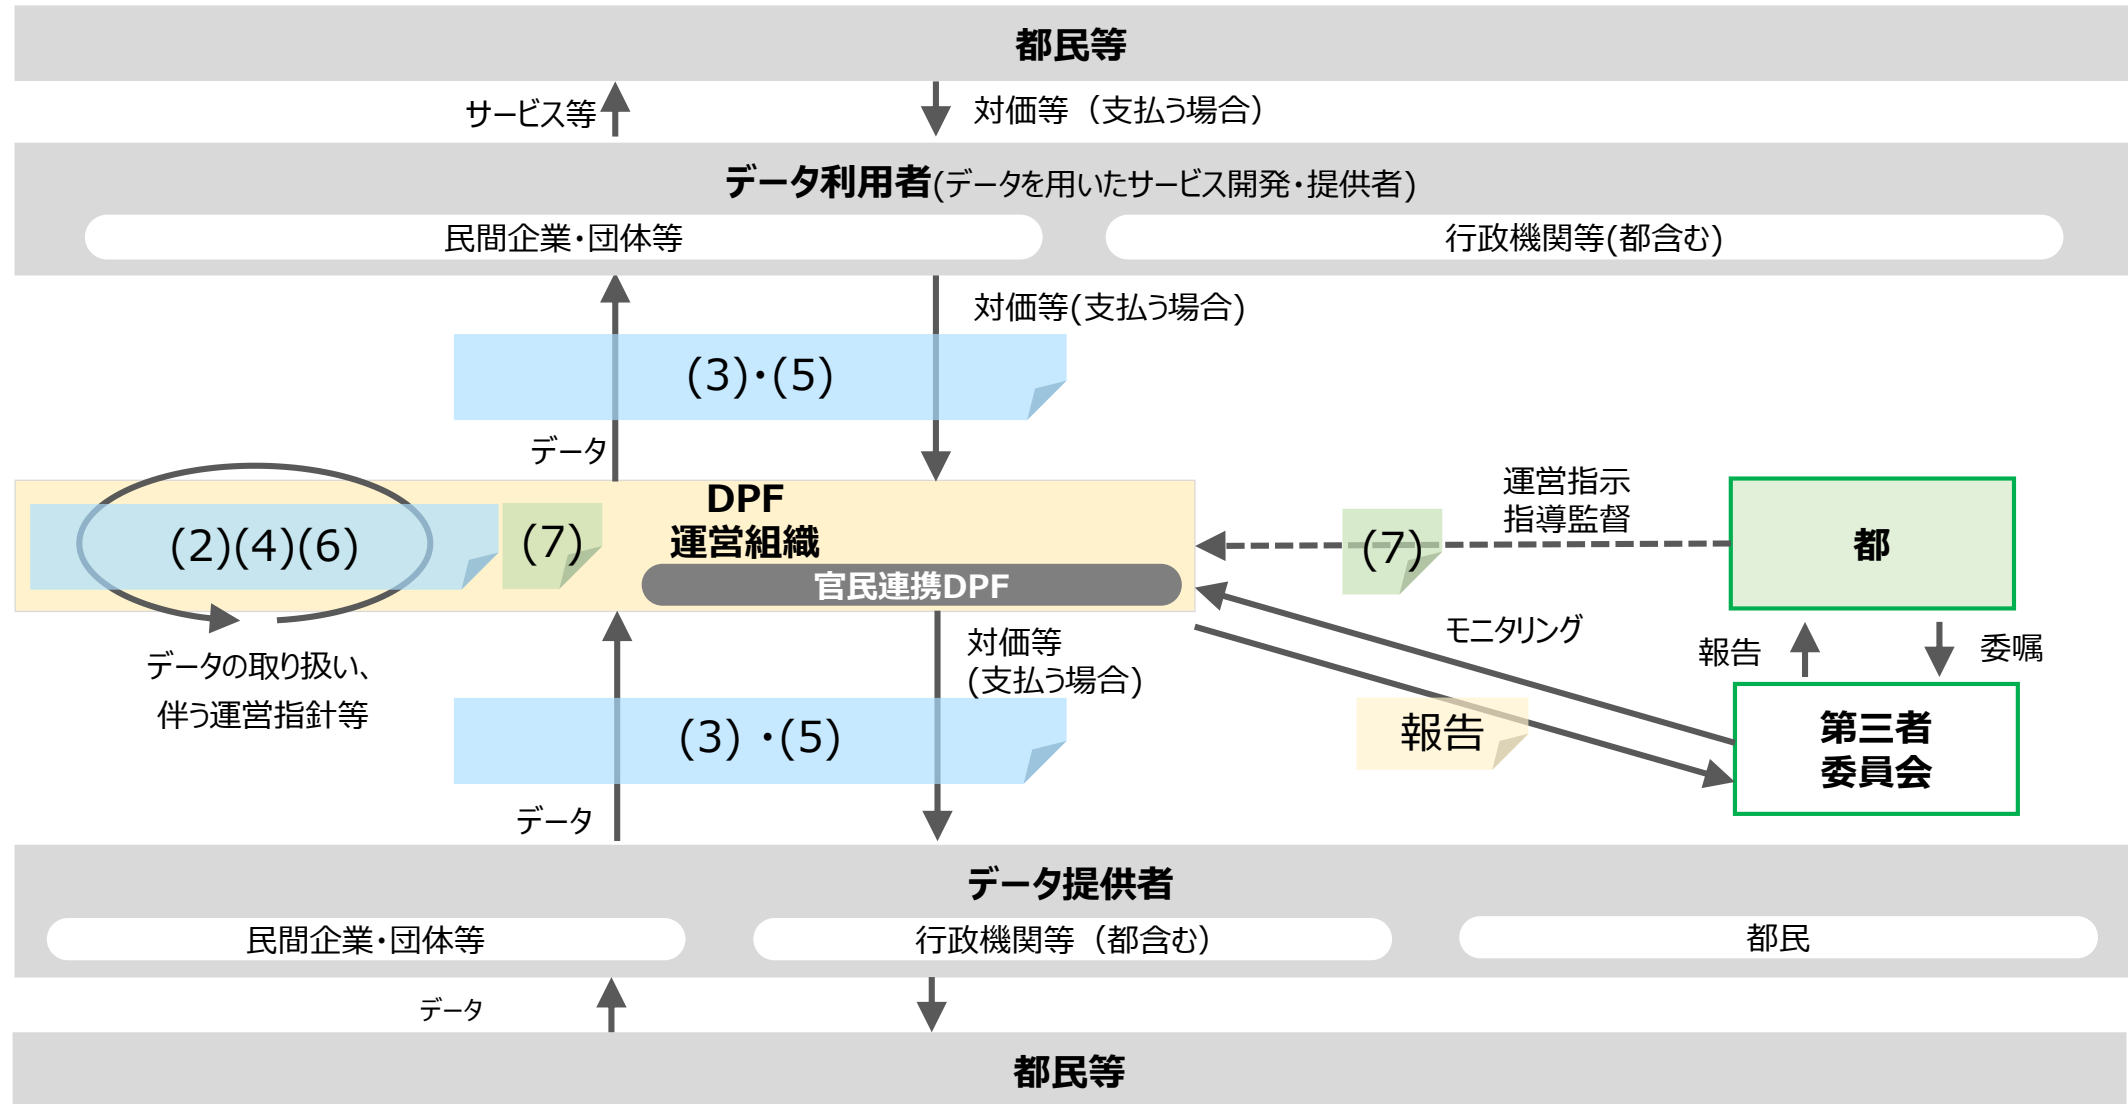 都民等
サービス等
対価等（支払う場合）
データ利用者(データを用いたサービス開発・提供者)
民間企業・団体等
行政機関等(都含む)
対価等(支払う場合)
(3)・(5)
データ
DPF
運営組織
官民連携DPF
(2)(4)(6)
(7)
データの取り扱い、
伴う運営指針等
運営指示
指導監督
(7)
都
モニタリング
報告
委嘱
対価等
(支払う場合)
(3) ・(5)
報告
第三者
委員会
データ
データ提供者
民間企業・団体等
行政機関等（都含む）
都民
データ
都民等